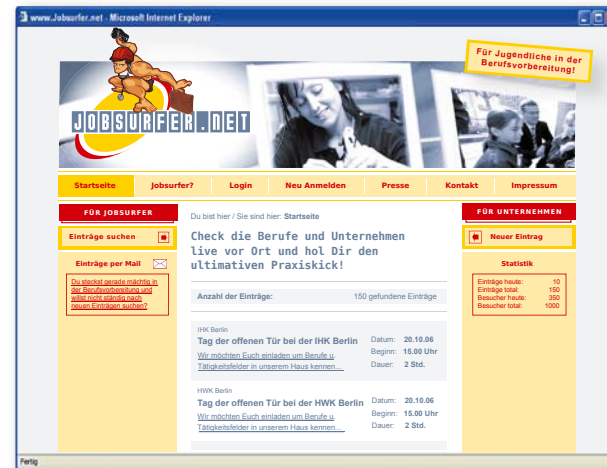 www.Jobsurfer.net - Microsoft Internet Explorer
Für Jugendliche in der
Berufsvorbereitung!
JOBSURFER.NET
Startseite Jobsurfer? Login Neu Anmelden Presse Kontakt Impressum
FÜR JOBSURFER
Einträge suchen
Einträge per Mail
Du steckst gerade mächtig in
der Berufsvorbereitung und
willst nicht ständig nach
neuen Einträgen suchen?
Du bist hier / Sie sind hier: Startseite
Check die Berufe und Unternehmen
live vor Ort und hol Dir den
ultimativen Praxiskick!
Anzahl der Einträge: 150 gefundene Einträge
IHK Berlin
Tag der offenen Tür bei der IHK Berlin
Wir möchten Euch einladen um Berufe u.
Tätigkeitsfelder in unserem Haus kennen...
Datum: 20.10.06
Beginn: 15.00 Uhr
Dauer: 2 Std.
HWK Berlin
Tag der offenen Tür bei der HWK Berlin
Wir möchten Euch einladen um Berufe u.
Tätigkeitsfelder in unserem Haus kennen...
Datum: 20.10.06
Beginn: 15.00 Uhr
Dauer: 2 Std.
FÜR UNTERNEHMEN
Neuer Eintrag
Statistik
Einträge heute: 10
Einträge total: 150
Besucher heute: 350
Besucher total: 1000
Fertig